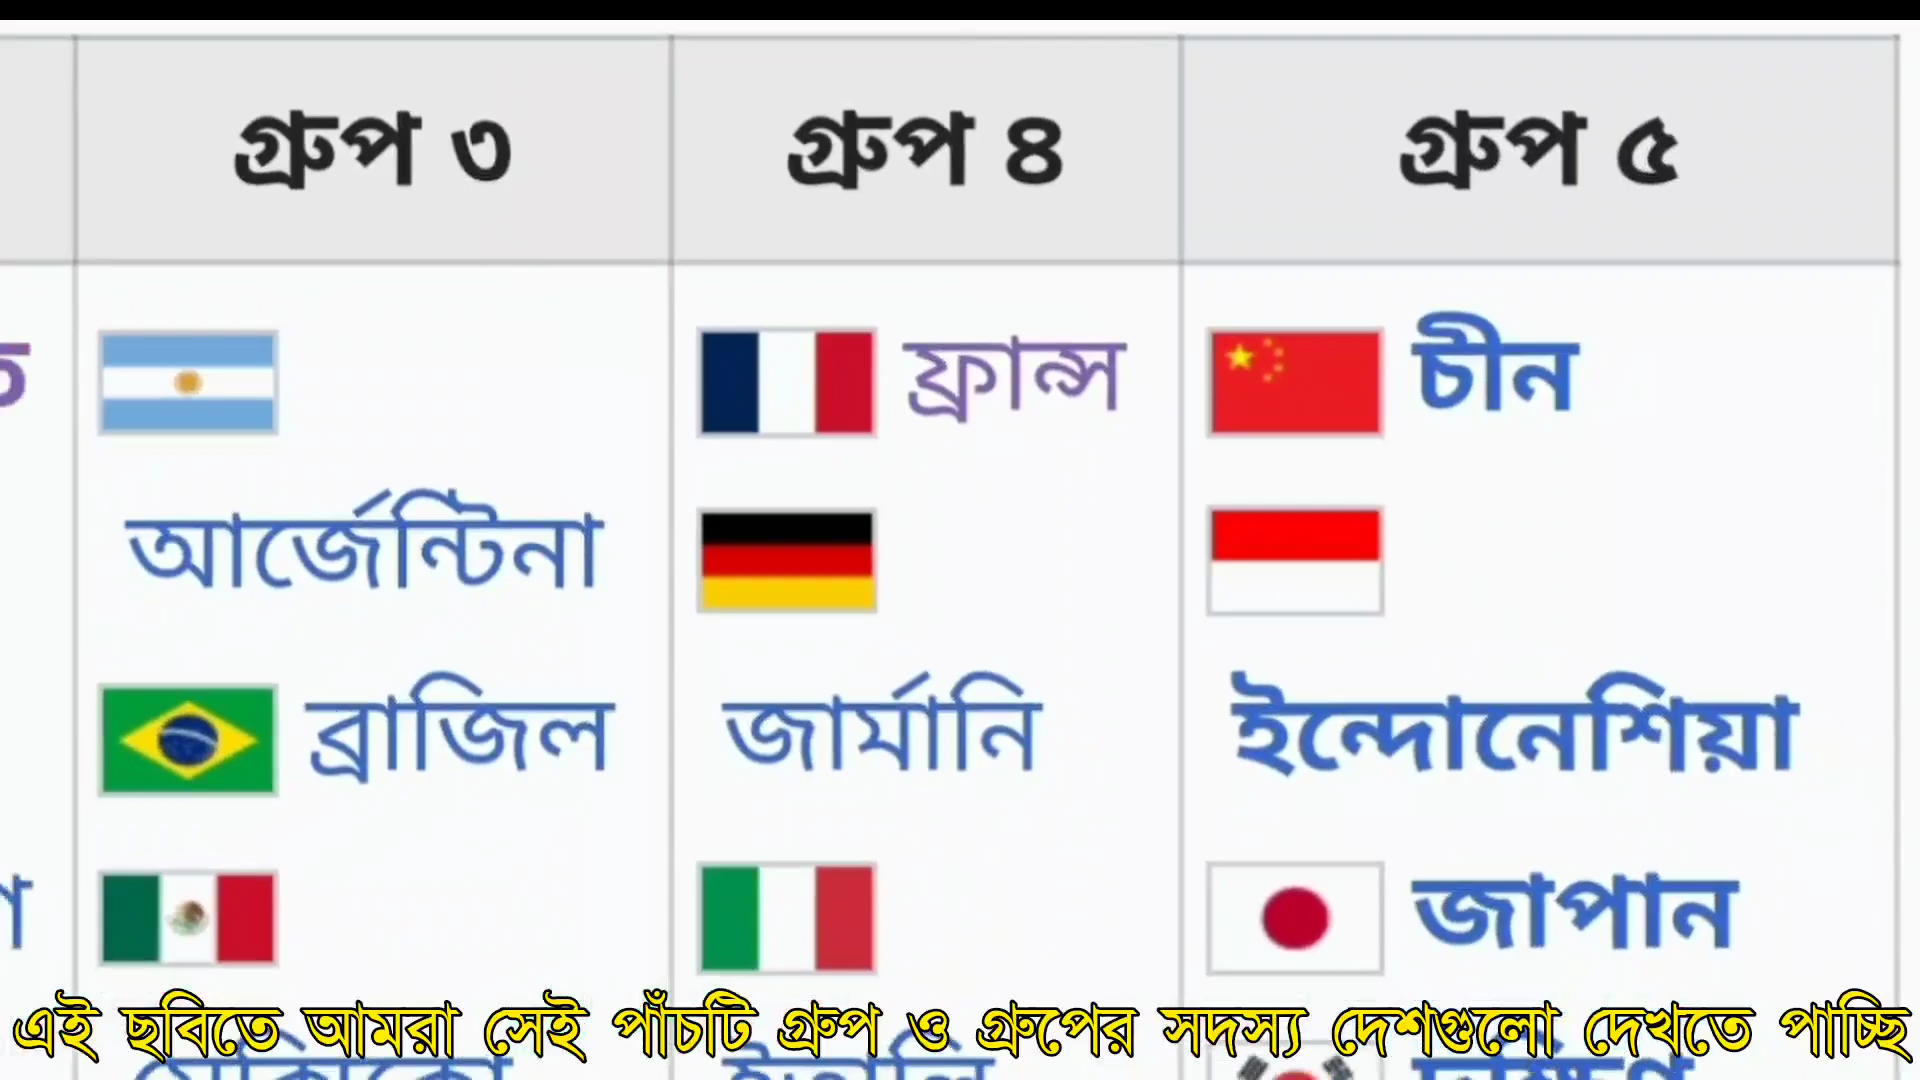 গ্রুপ ৩ গ্রুপ ৪ গ্রুপ ৫
ফ্রান্স চীন
আর্জেন্টিনা
ব্রাজিল জার্মানি ইন্দোনেশিয়া
জাপান
এই ছবিতে আমরা সেই পাঁচটি গ্রুপ ও গ্রুপের সদস্য দেশগুলো দেখতে পাচ্ছি